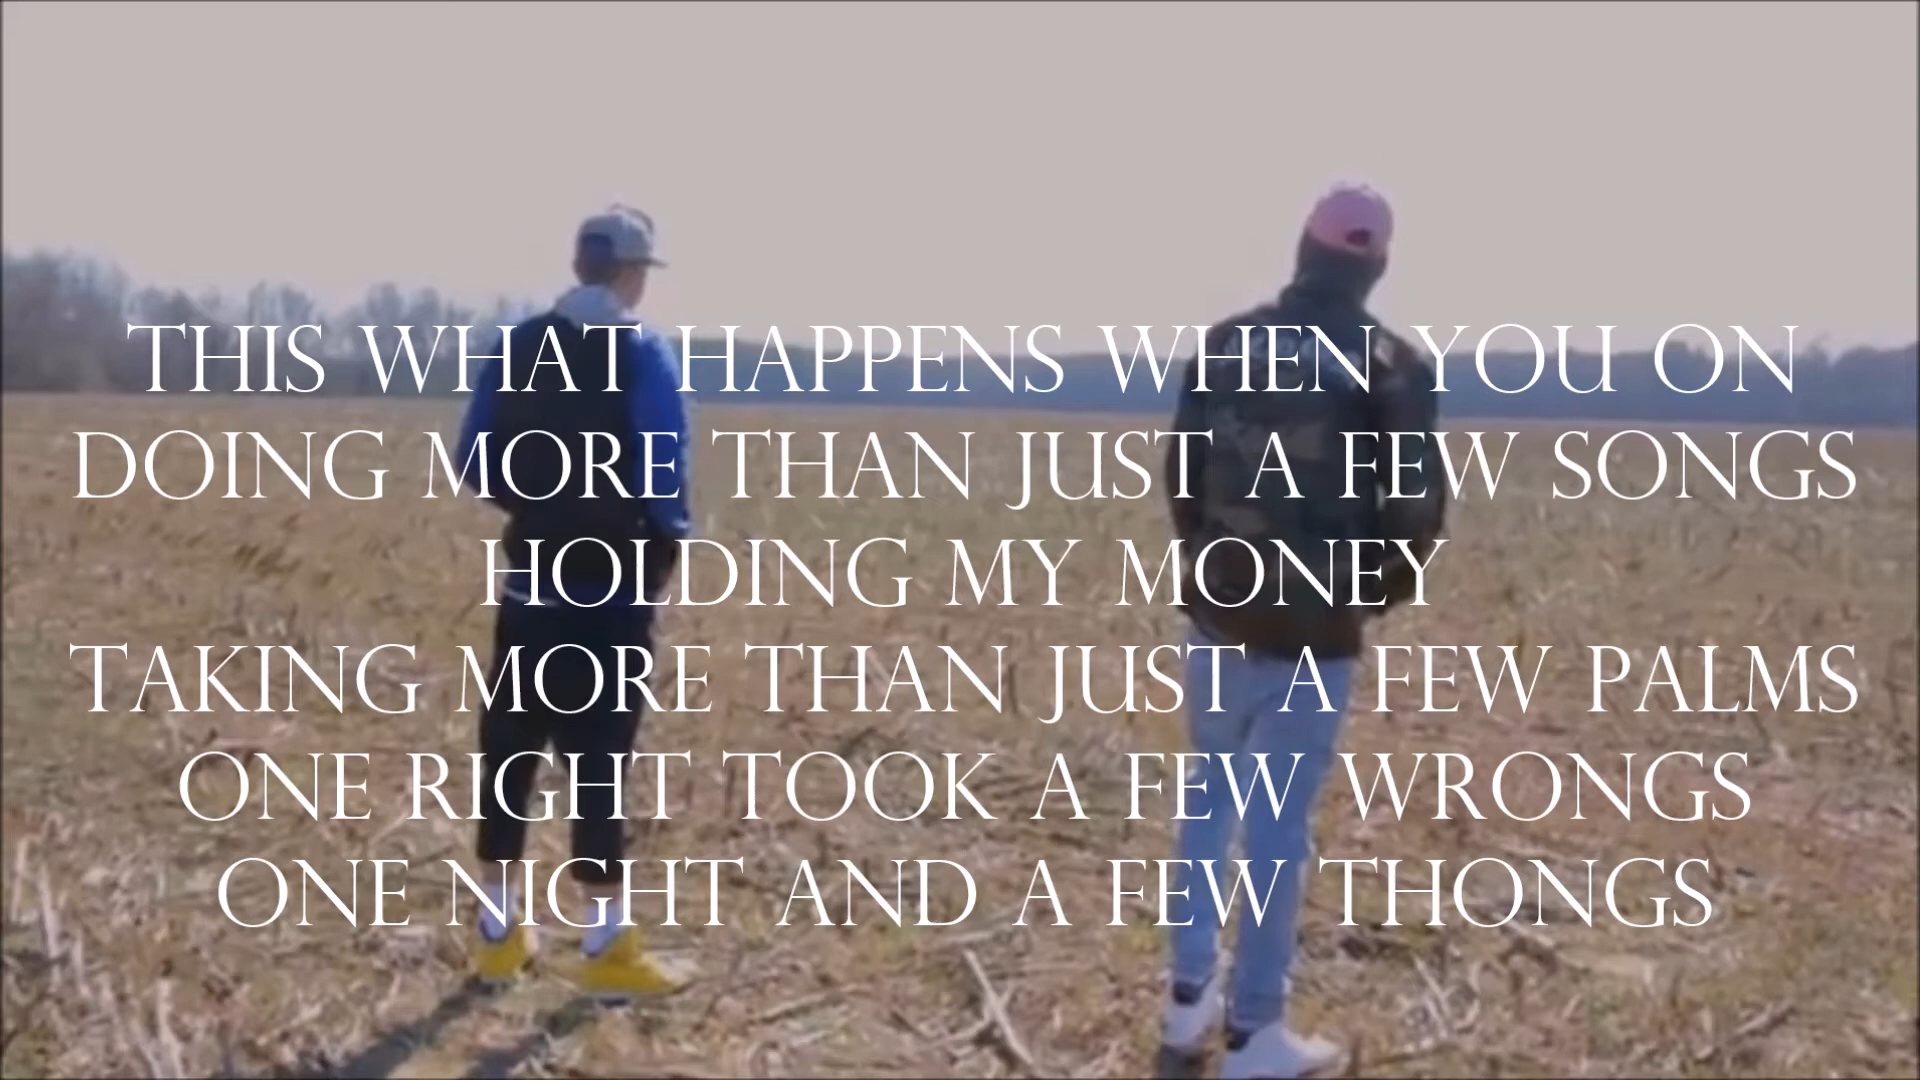 THIS WHAT HAPPENS WHEN YOU ON
DOING MORE THAN JUST A FEW SONGS
HOLDING MY MONEY
TAKING MORE THAN JUST A FEW PALMS
ONE RIGHT TOOK A FEW WRONGS
ONE NIGHT AND A FEW THONGS